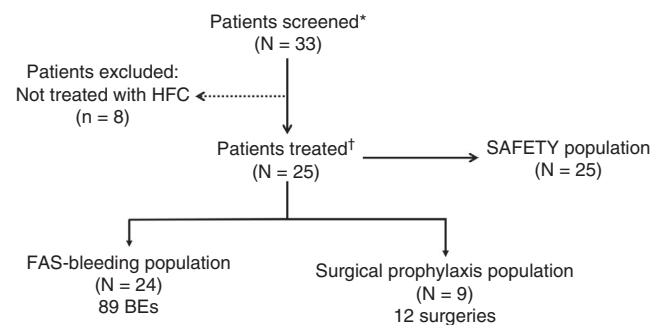 Patients screened*
(N = 33)
Patients excluded:
Not treated with HFC
(n = 8)
Patients treated†
(N = 25)
SAFETY population
(N = 25)
FAS-bleeding population
(N = 24)
89 BEs
Surgical prophylaxis population
(N = 9)
12 surgeries